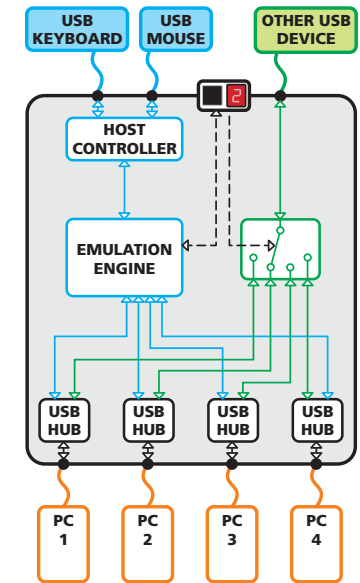 USB
KEYBOARD
USB
MOUSE
OTHER USB
DEVICE
2
HOST
CONTROLLER
EMULATION
ENGINE
USB
HUB
USB
HUB
USB
HUB
USB
HUB
PC
1
PC
2
PC
3
PC
4